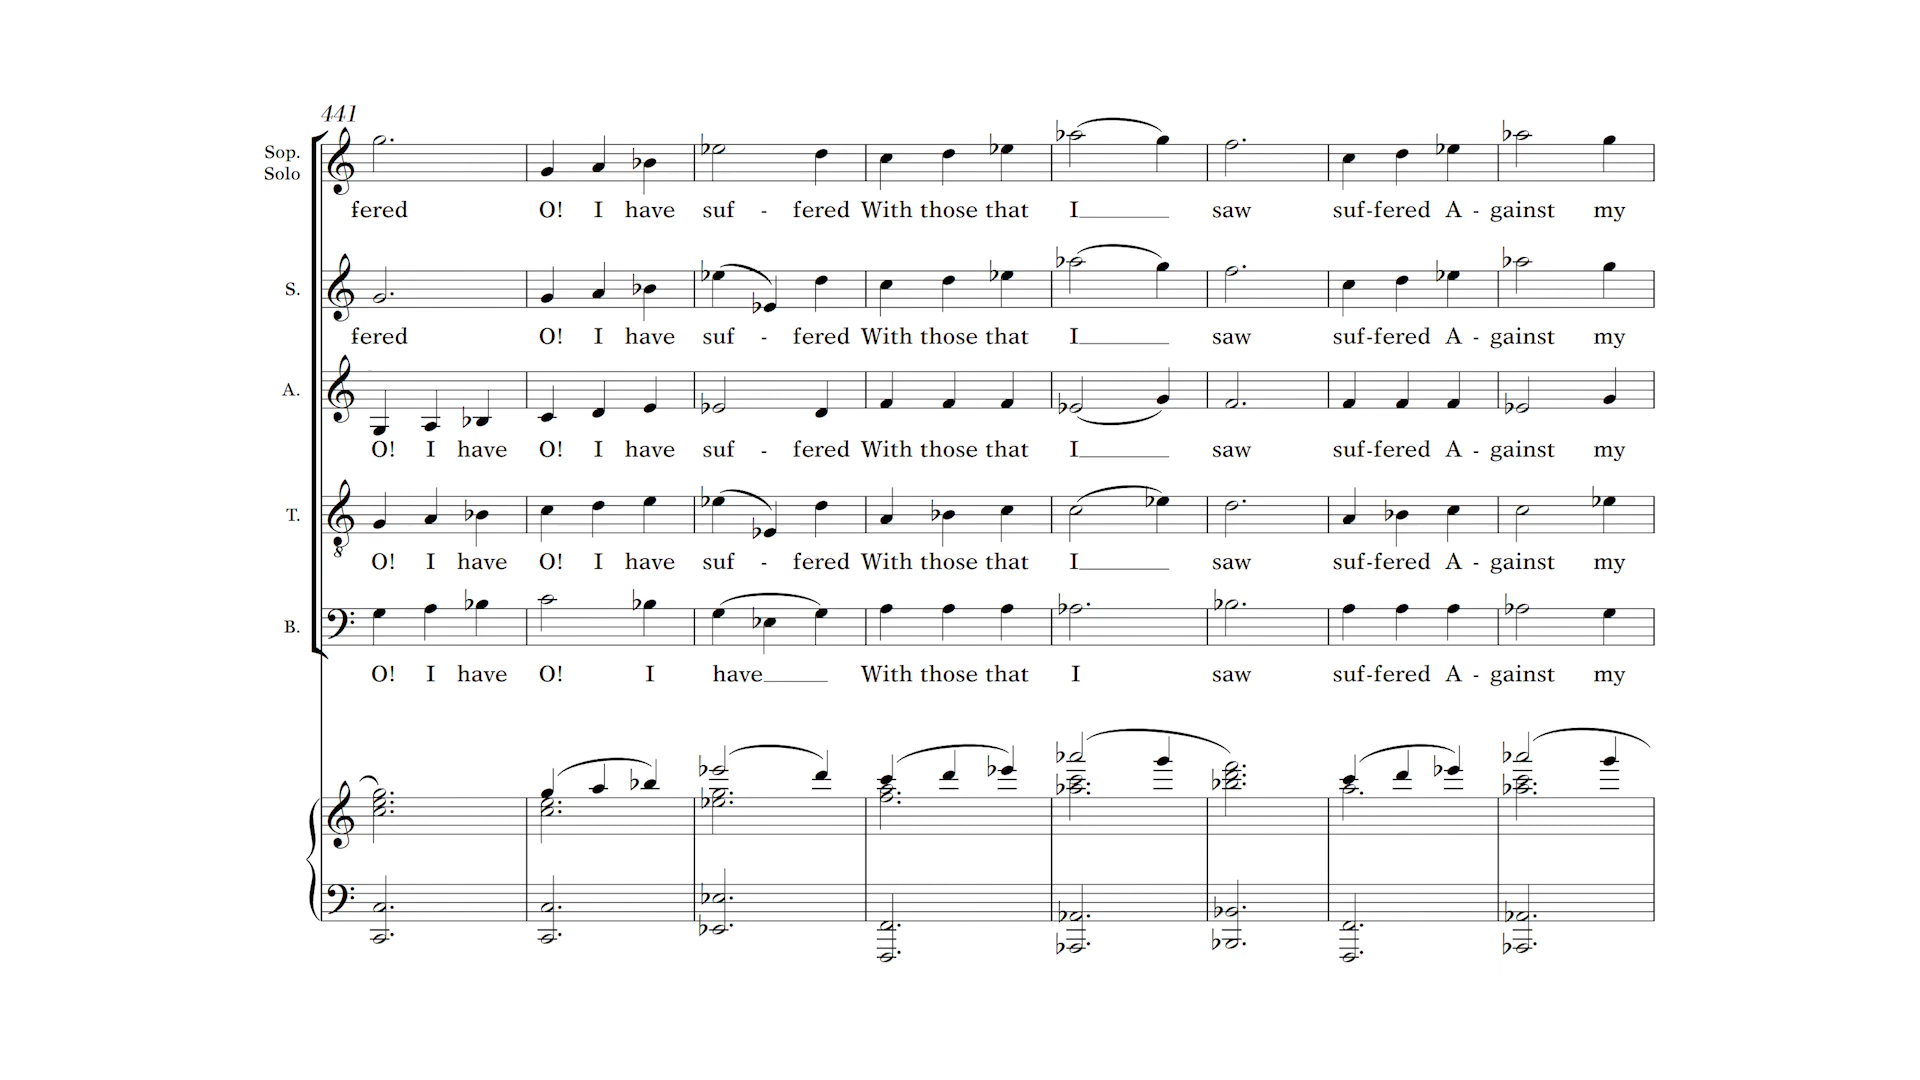 441
Sop.
Solo
fered O! I have suf - fered With those that I saw suf-fered A - gainst my
S.
fered O! I have suf - fered With those that I saw suf-fered A - gainst my
A.
O! I have O! I have suf - fered With those that I saw suf-fered A - gainst my
T.
8
O! I have O! I have suf - fered With those that I saw suf-fered A - gainst my
B.
O! I have O! I have With those that I saw suf-fered A - gainst my